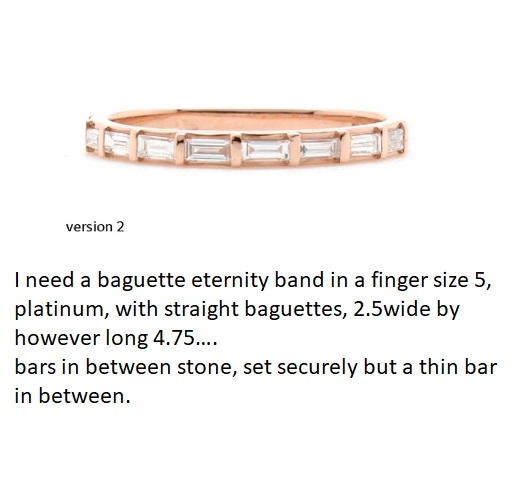 version 2
I need a baguette eternity band in a finger size 5,
platinum, with straight baguettes, 2.5wide by
however long 4.75....
bars in between stone, set securely but a thin bar
in between.